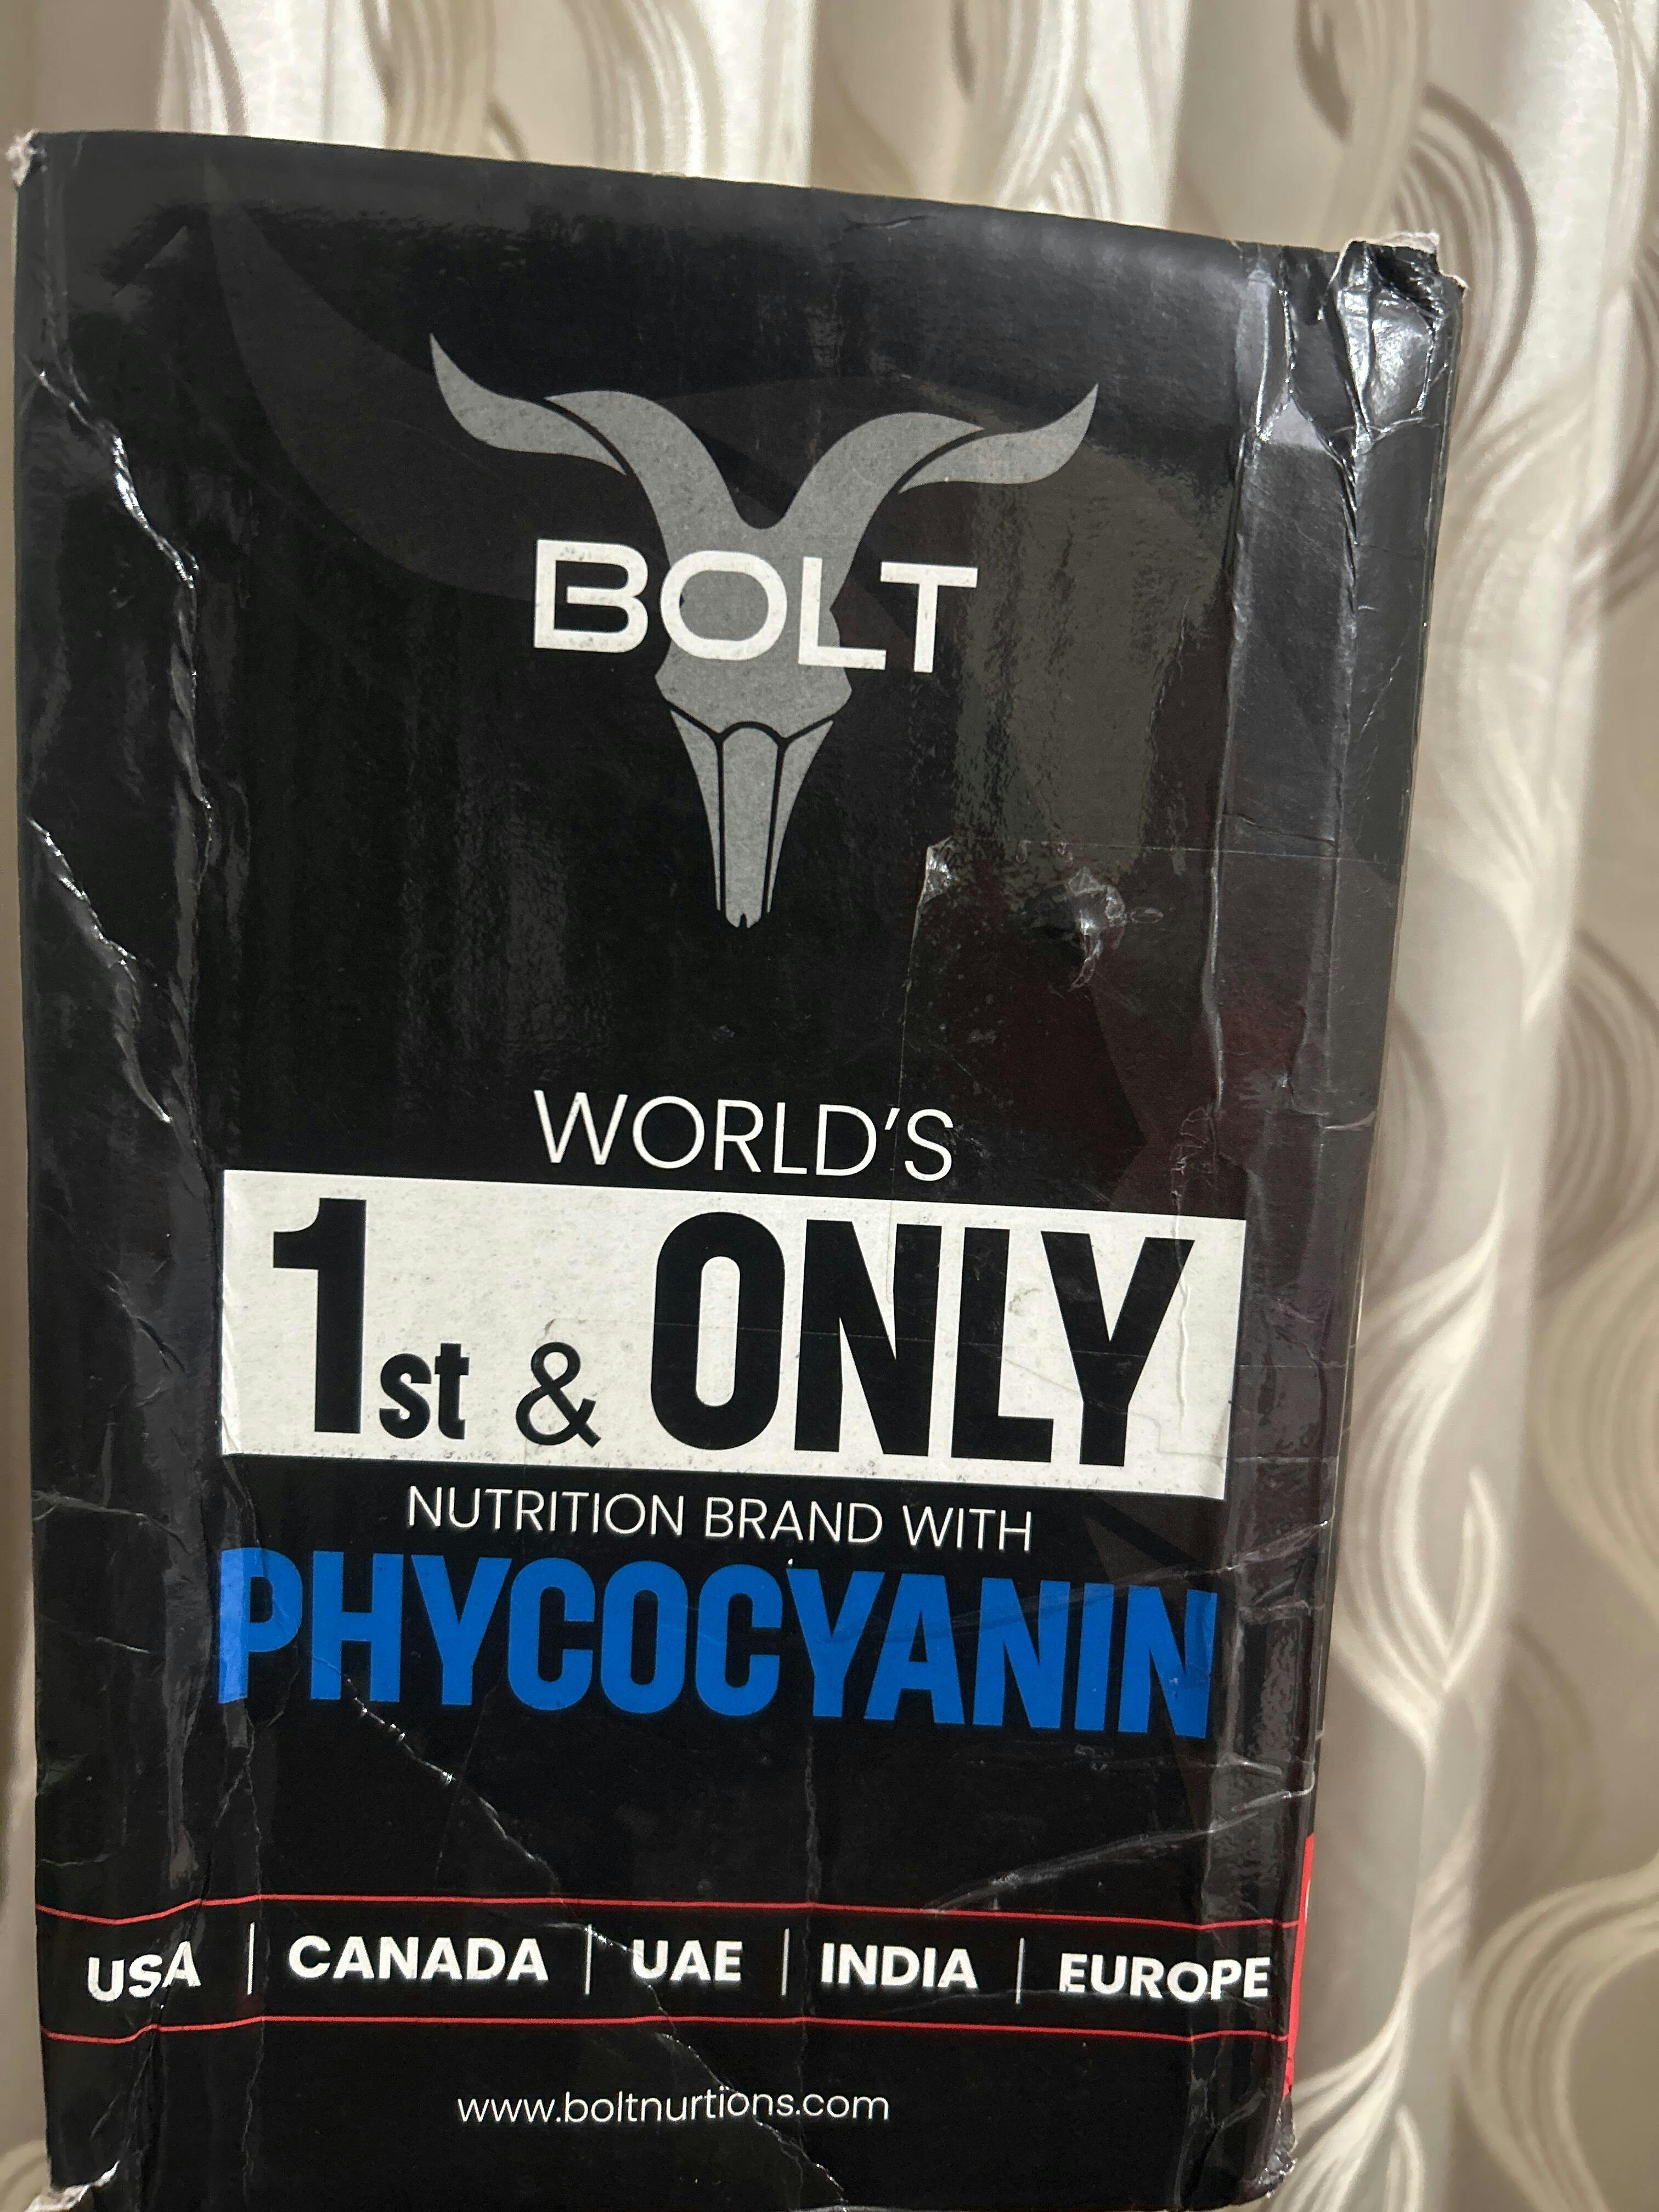 BOLT
WORLD'S
1st & ONLY
NUTRITION BRAND WITH
PHYCOCYANIN
USA | CANADA | UAE | INDIA | EUROPE
www.boltnurtions.com